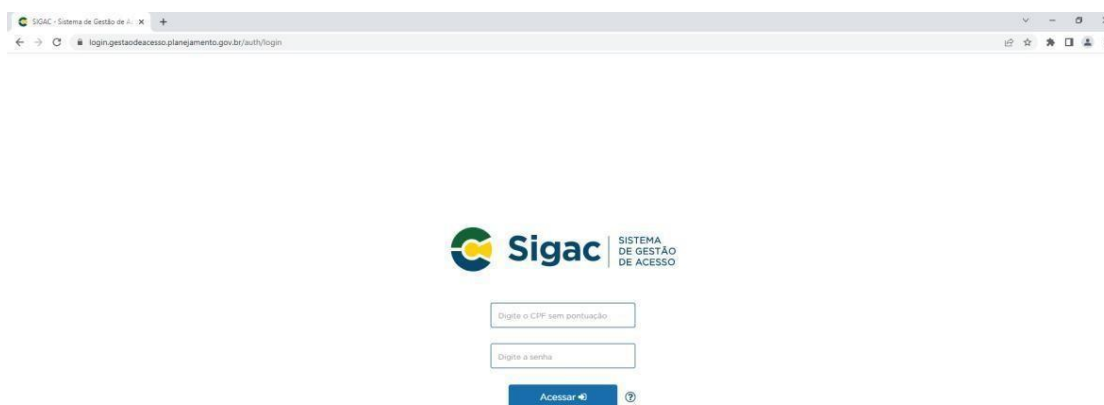 SIGAC - Sistema de Gestão de A
login.gestaodeacesso.planejamento.gov.br/auth/login
Sigac
SISTEMA
DE GESTÃO
DE ACESSO
Digite o CPF sem pontuação
Digite a senha
Acessar